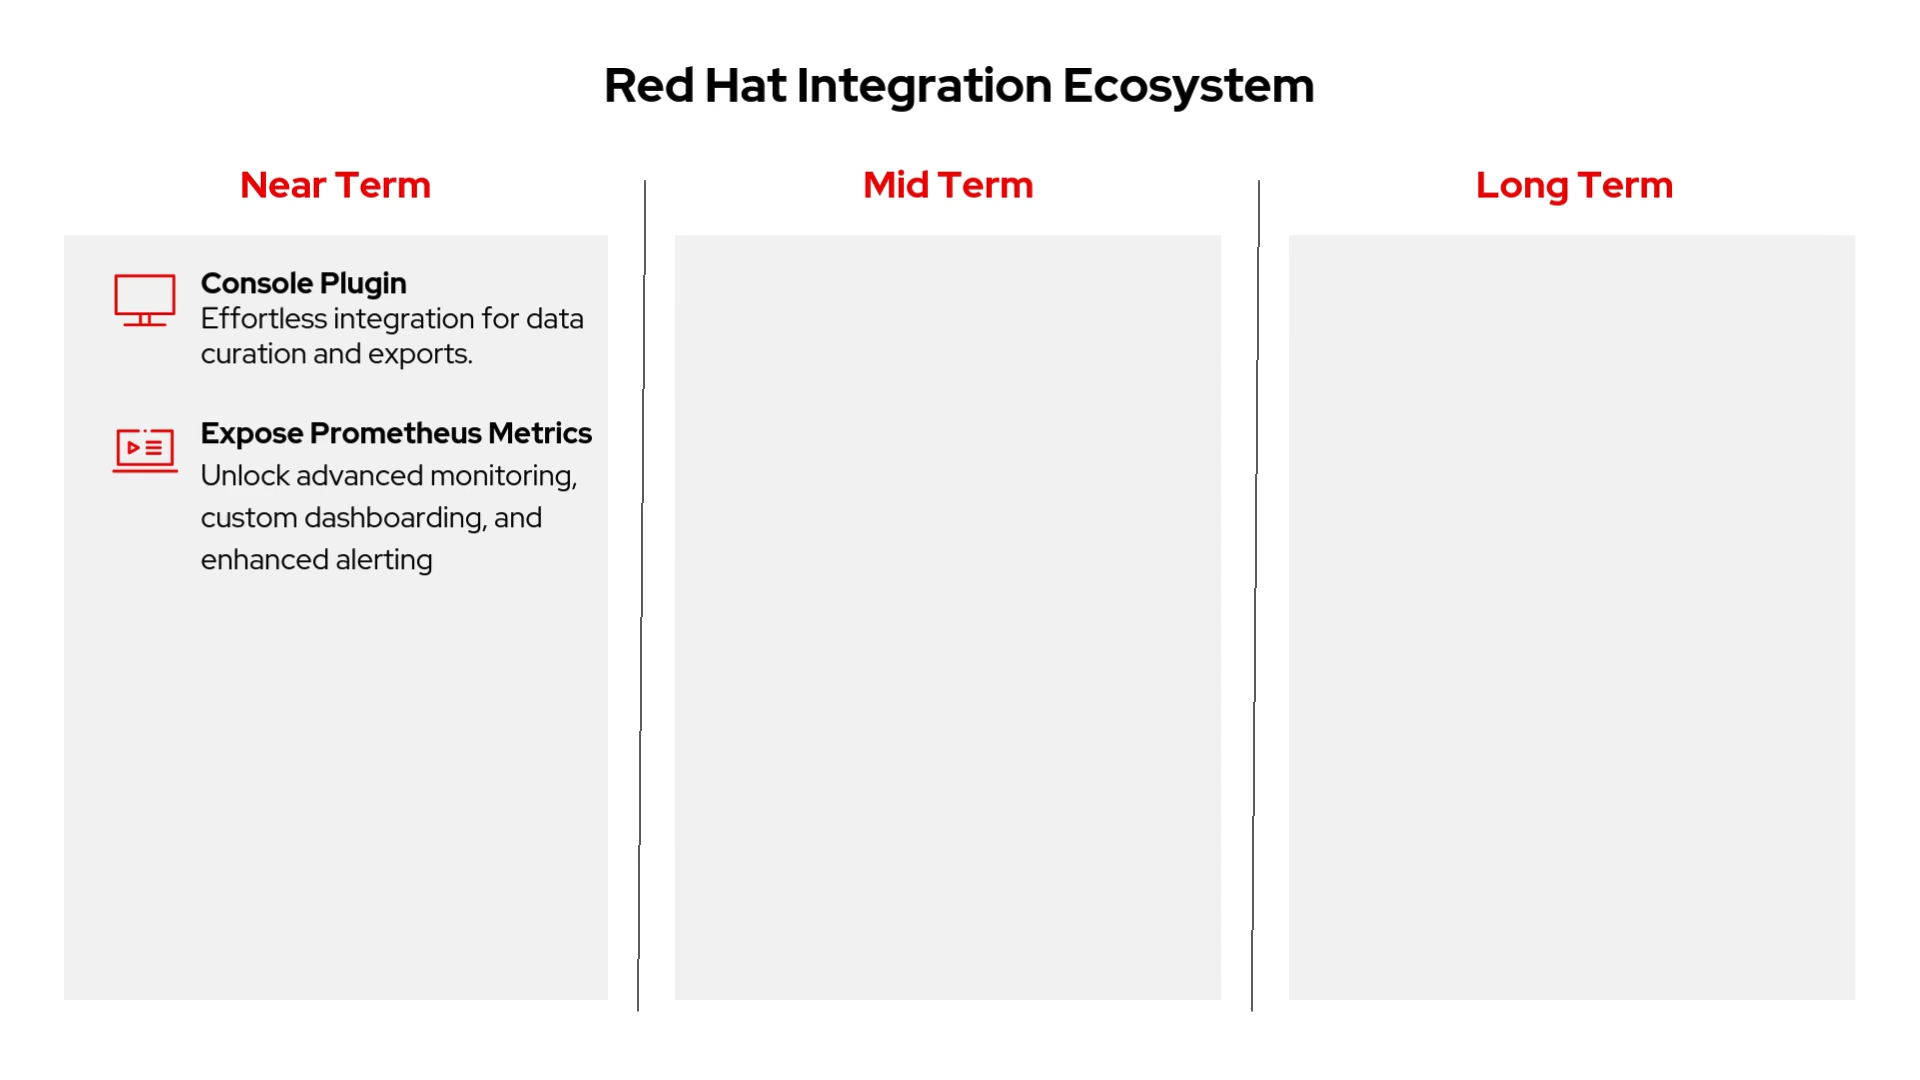 Red Hat Integration Ecosystem
Near Term
Console Plugin
Effortless integration for data
curation and exports.
Expose Prometheus Metrics
Unlock advanced monitoring,
custom dashboarding, and
enhanced alerting
Mid Term
Long Term